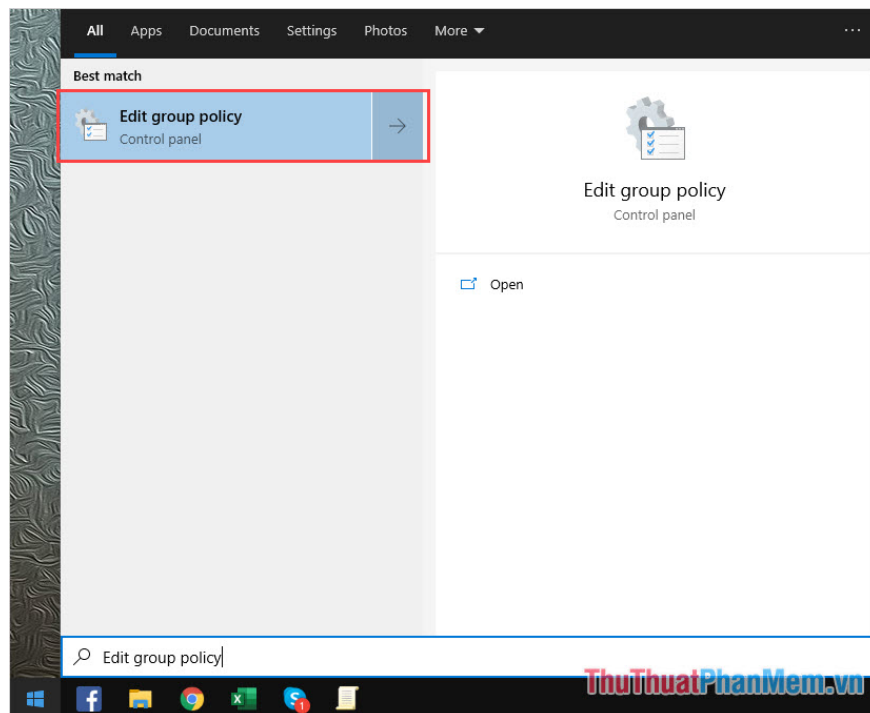 All Apps Documents Settings Photos More
Best match
Edit group policy
Control panel
Edit group policy
Control panel
Open
Edit group policy
1
ThuThuatPhanMem.vn